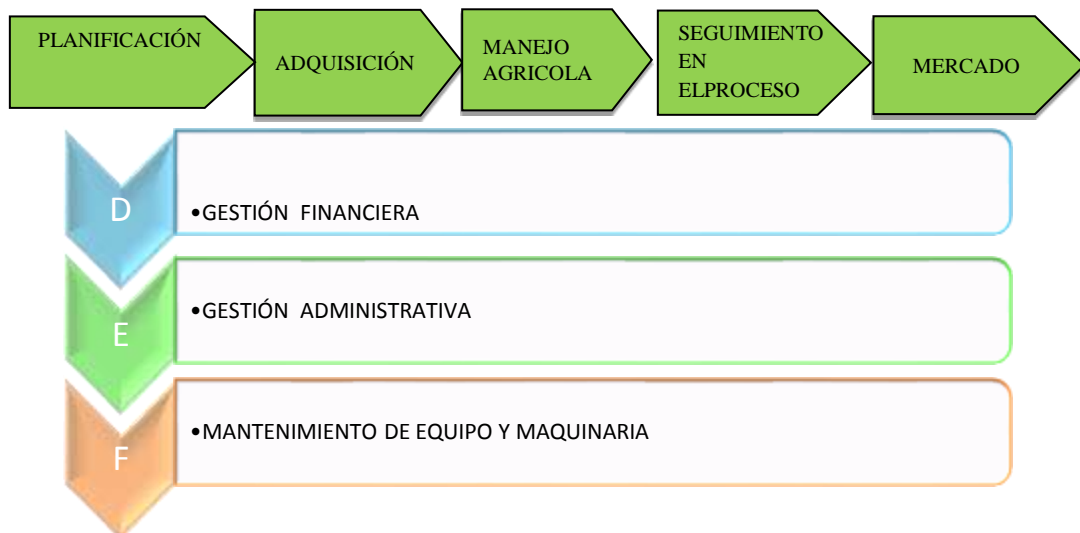 PLANIFICACIÓN
ADQUISICIÓN
MANEJO
AGRICOLA
SEGUIMIENTO
EN
ELPROCESO
MERCADO
D
•GESTIÓN FINANCIERA
E
•GESTIÓN ADMINISTRATIVA
F
•MANTENIMIENTO DE EQUIPO Y MAQUINARIA